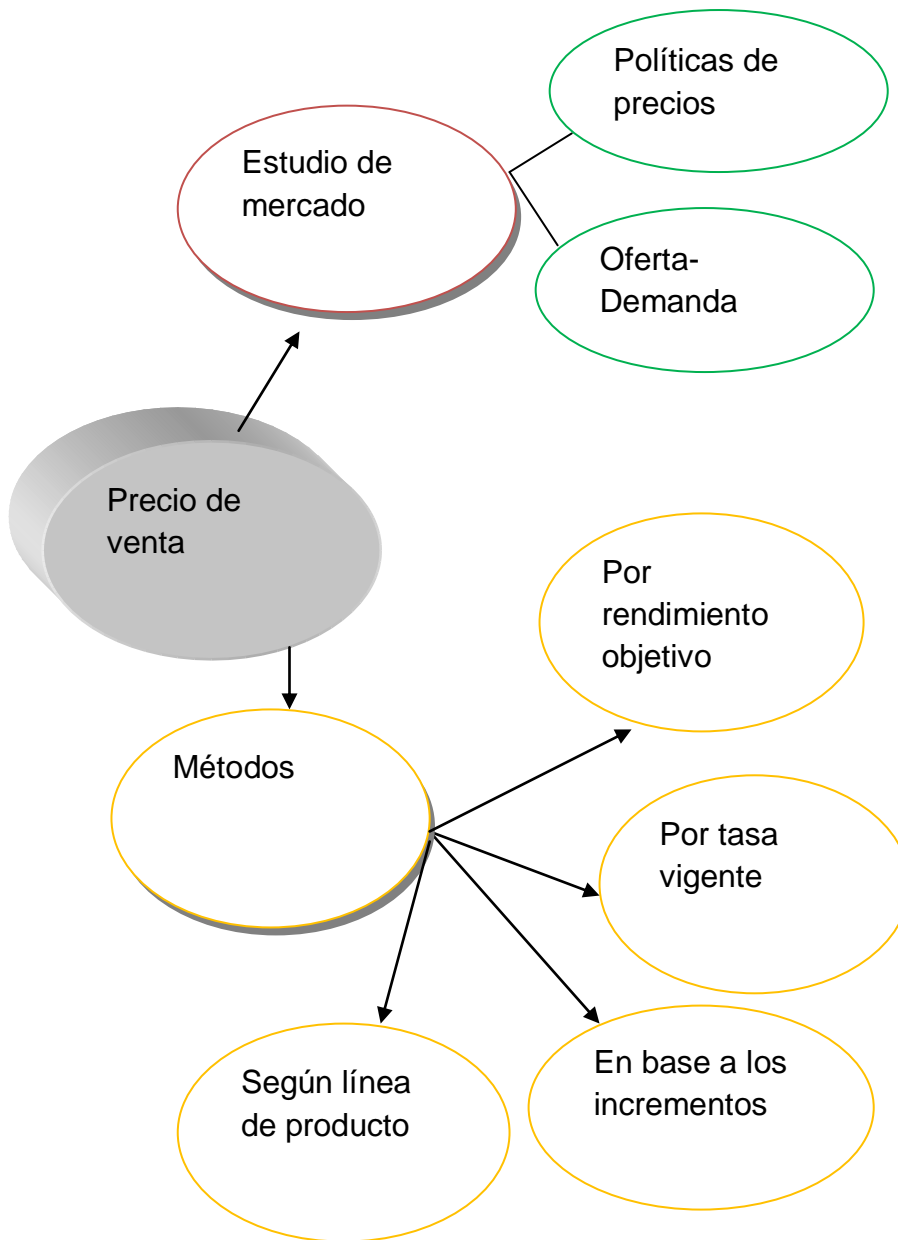 Políticas de
precios
Estudio de
mercado
Oferta-
Demanda
Precio de
venta
Por
rendimiento
objetivo
Métodos
Por tasa
vigente
Según línea
de producto
En base a los
incrementos